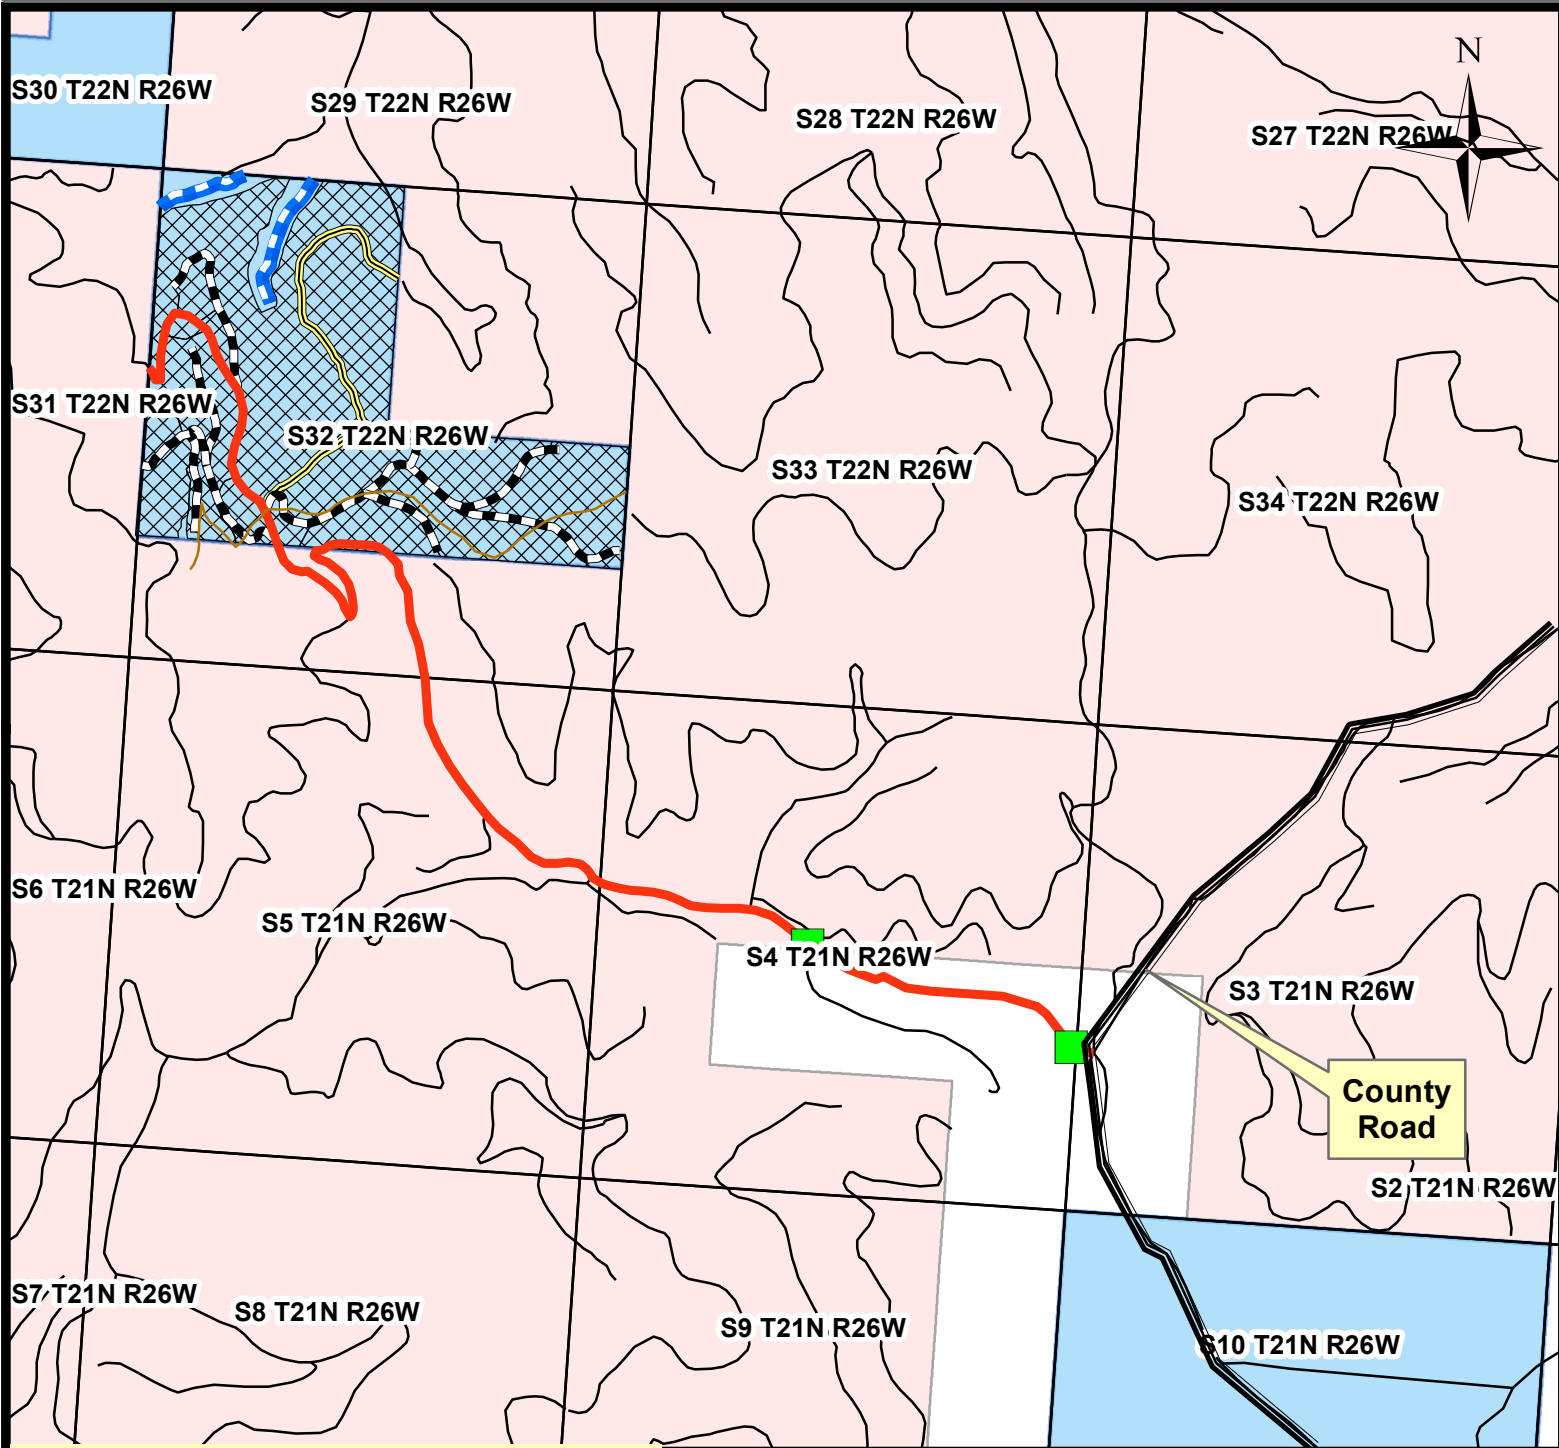 N
S30 T22N R26W
S29 T22N R26W
S28 T22N R26W
S27 T22N R26W
S31 T22N R26W
S32 T22N R26W
S33 T22N R26W
S34 T22N R26W
S6 T21N R26W
S5 T21N R26W
S4 T21N R26W
S3 T21N R26W
County
Road
S2 T21N R26W
S7 T21N R26W
S8 T21N R26W
S9 T21N R26W
S10 T21N R26W